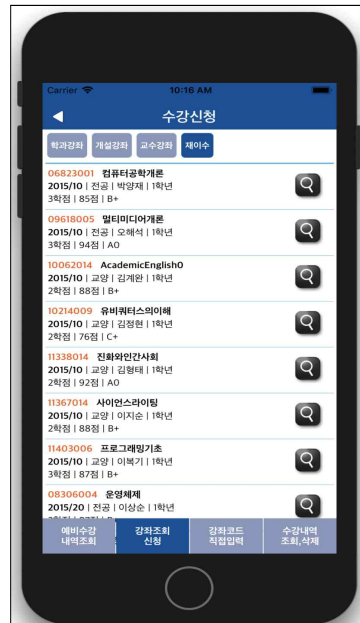 Carrier 10:16 AM
수강신청
학과강좌 개설강좌 교수강좌 재이수
06823001 컴퓨터공학개론
2015/10 | 전공 | 박양재 | 1학년
3학점 | 85점 | B+
09618005 멀티미디어개론
2015/10 | 전공 | 오해석 | 1학년
3학점 | 94점 | A0
10062014 AcademicEnglish0
2015/10 | 교양 | 김계완 | 1학년
2학점 | 88점 | B+
10214009 유비쿼터스의이해
2015/10 | 교양 | 김정현 | 1학년
2학점 | 76점 | C+
11338014 진화와인간사회
2015/10 | 교양 | 김형태 | 1학년
2학점 | 92점 | A0
11367014 사이언스라이팅
2015/10 | 교양 | 이지순 | 1학년
2학점 | 88점 | B+
11403006 프로그래밍기초
2015/10 | 교양 | 이복기 | 1학년
3학점 | 87점 | B+
08306004 운영체제
2015/20 | 전공 | 이상순 | 1학년
예비수강 강좌조회 강좌코드 수강내역
내역조회 신청 직접입력 조회,삭제